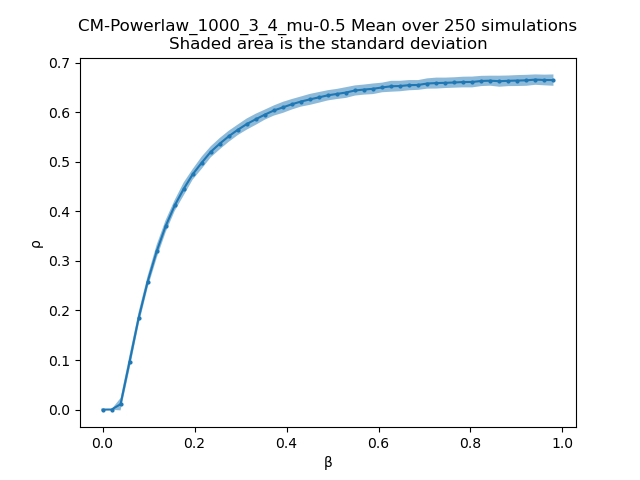 CM-Powerlaw_1000_3_4_mu-0.5 Mean over 250 simulations
Shaded area is the standard deviation
0.7
0.6
0.5
0.4
0.3
0.2
0.1
0.0
ρ
0.0 0.2 0.4 0.6 0.8 1.0
β